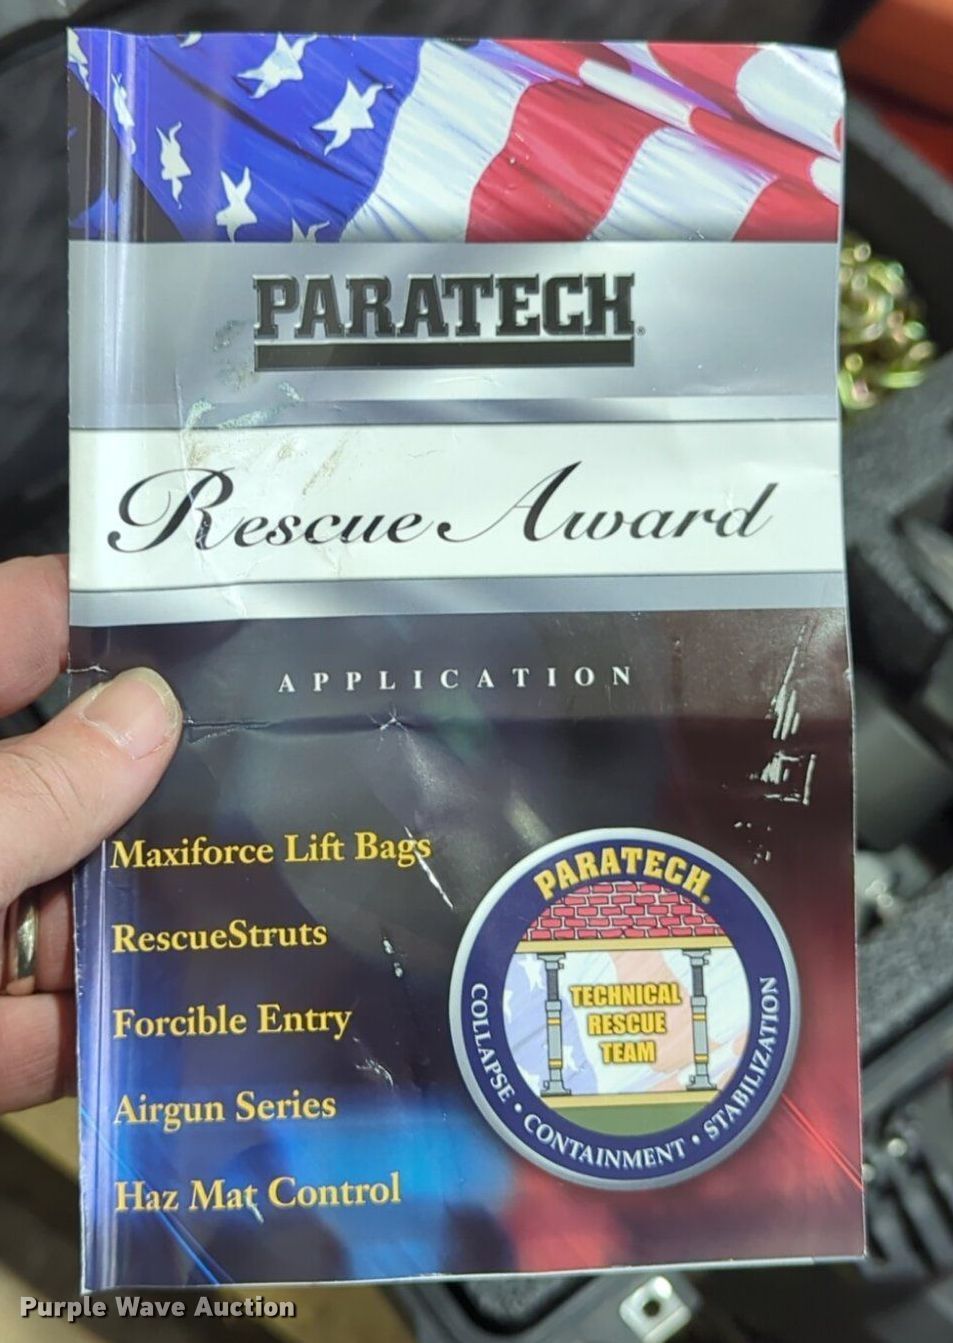 PARATECH®
Rescue Award
APPLICATION
Maxiforce Lift Bags
RescueStruts
Forcible Entry
Airgun Series
Haz Mat Control
PARATECH®
TECHNICAL
RESCUE
TEAM
COLLAPSE • CONTAINMENT • STABILIZATION
Purple Wave Auction